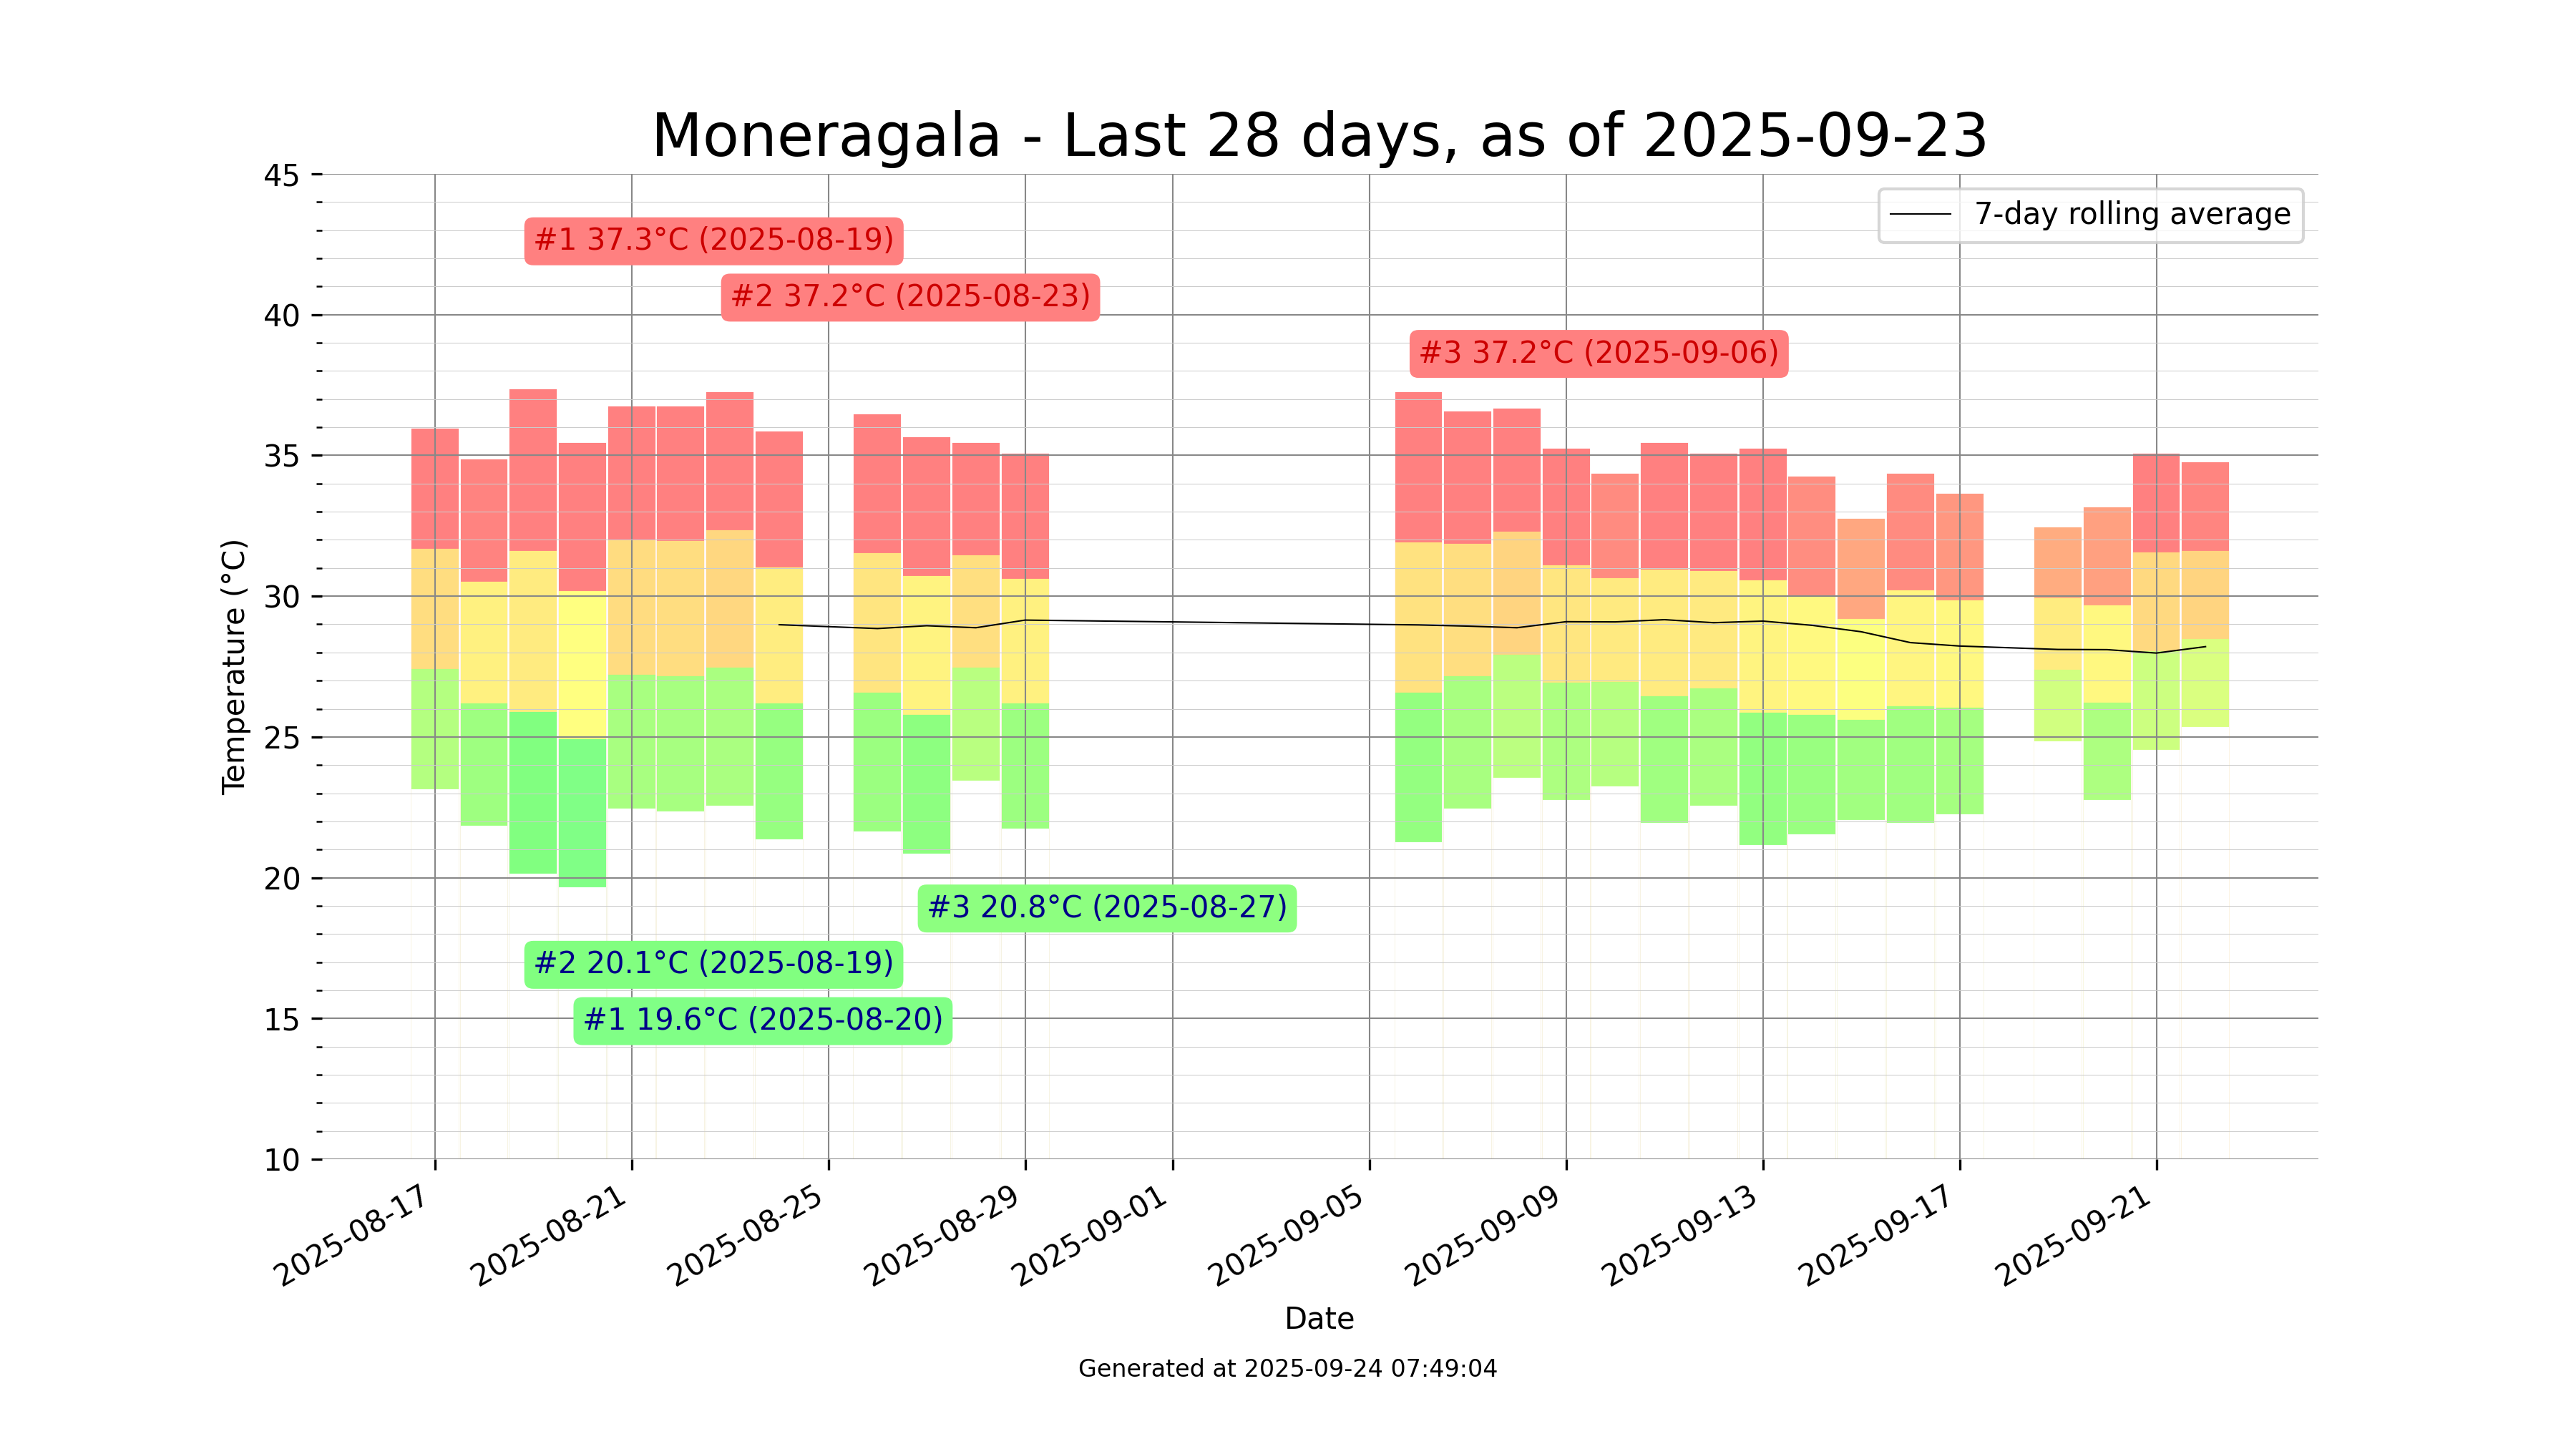 Moneragala - Last 28 days, as of 2025-09-23
7-day rolling average
#1 37.3°C (2025-08-19)
#2 37.2°C (2025-08-23)
#3 37.2°C (2025-09-06)
#3 20.8°C (2025-08-27)
#2 20.1°C (2025-08-19)
#1 19.6°C (2025-08-20)
Temperature (°C)
45
40
35
30
25
20
15
10
2025-08-17
2025-08-21
2025-08-25
2025-08-29
2025-09-01
2025-09-05
2025-09-09
2025-09-13
2025-09-17
2025-09-21
Date
Generated at 2025-09-24 07:49:04